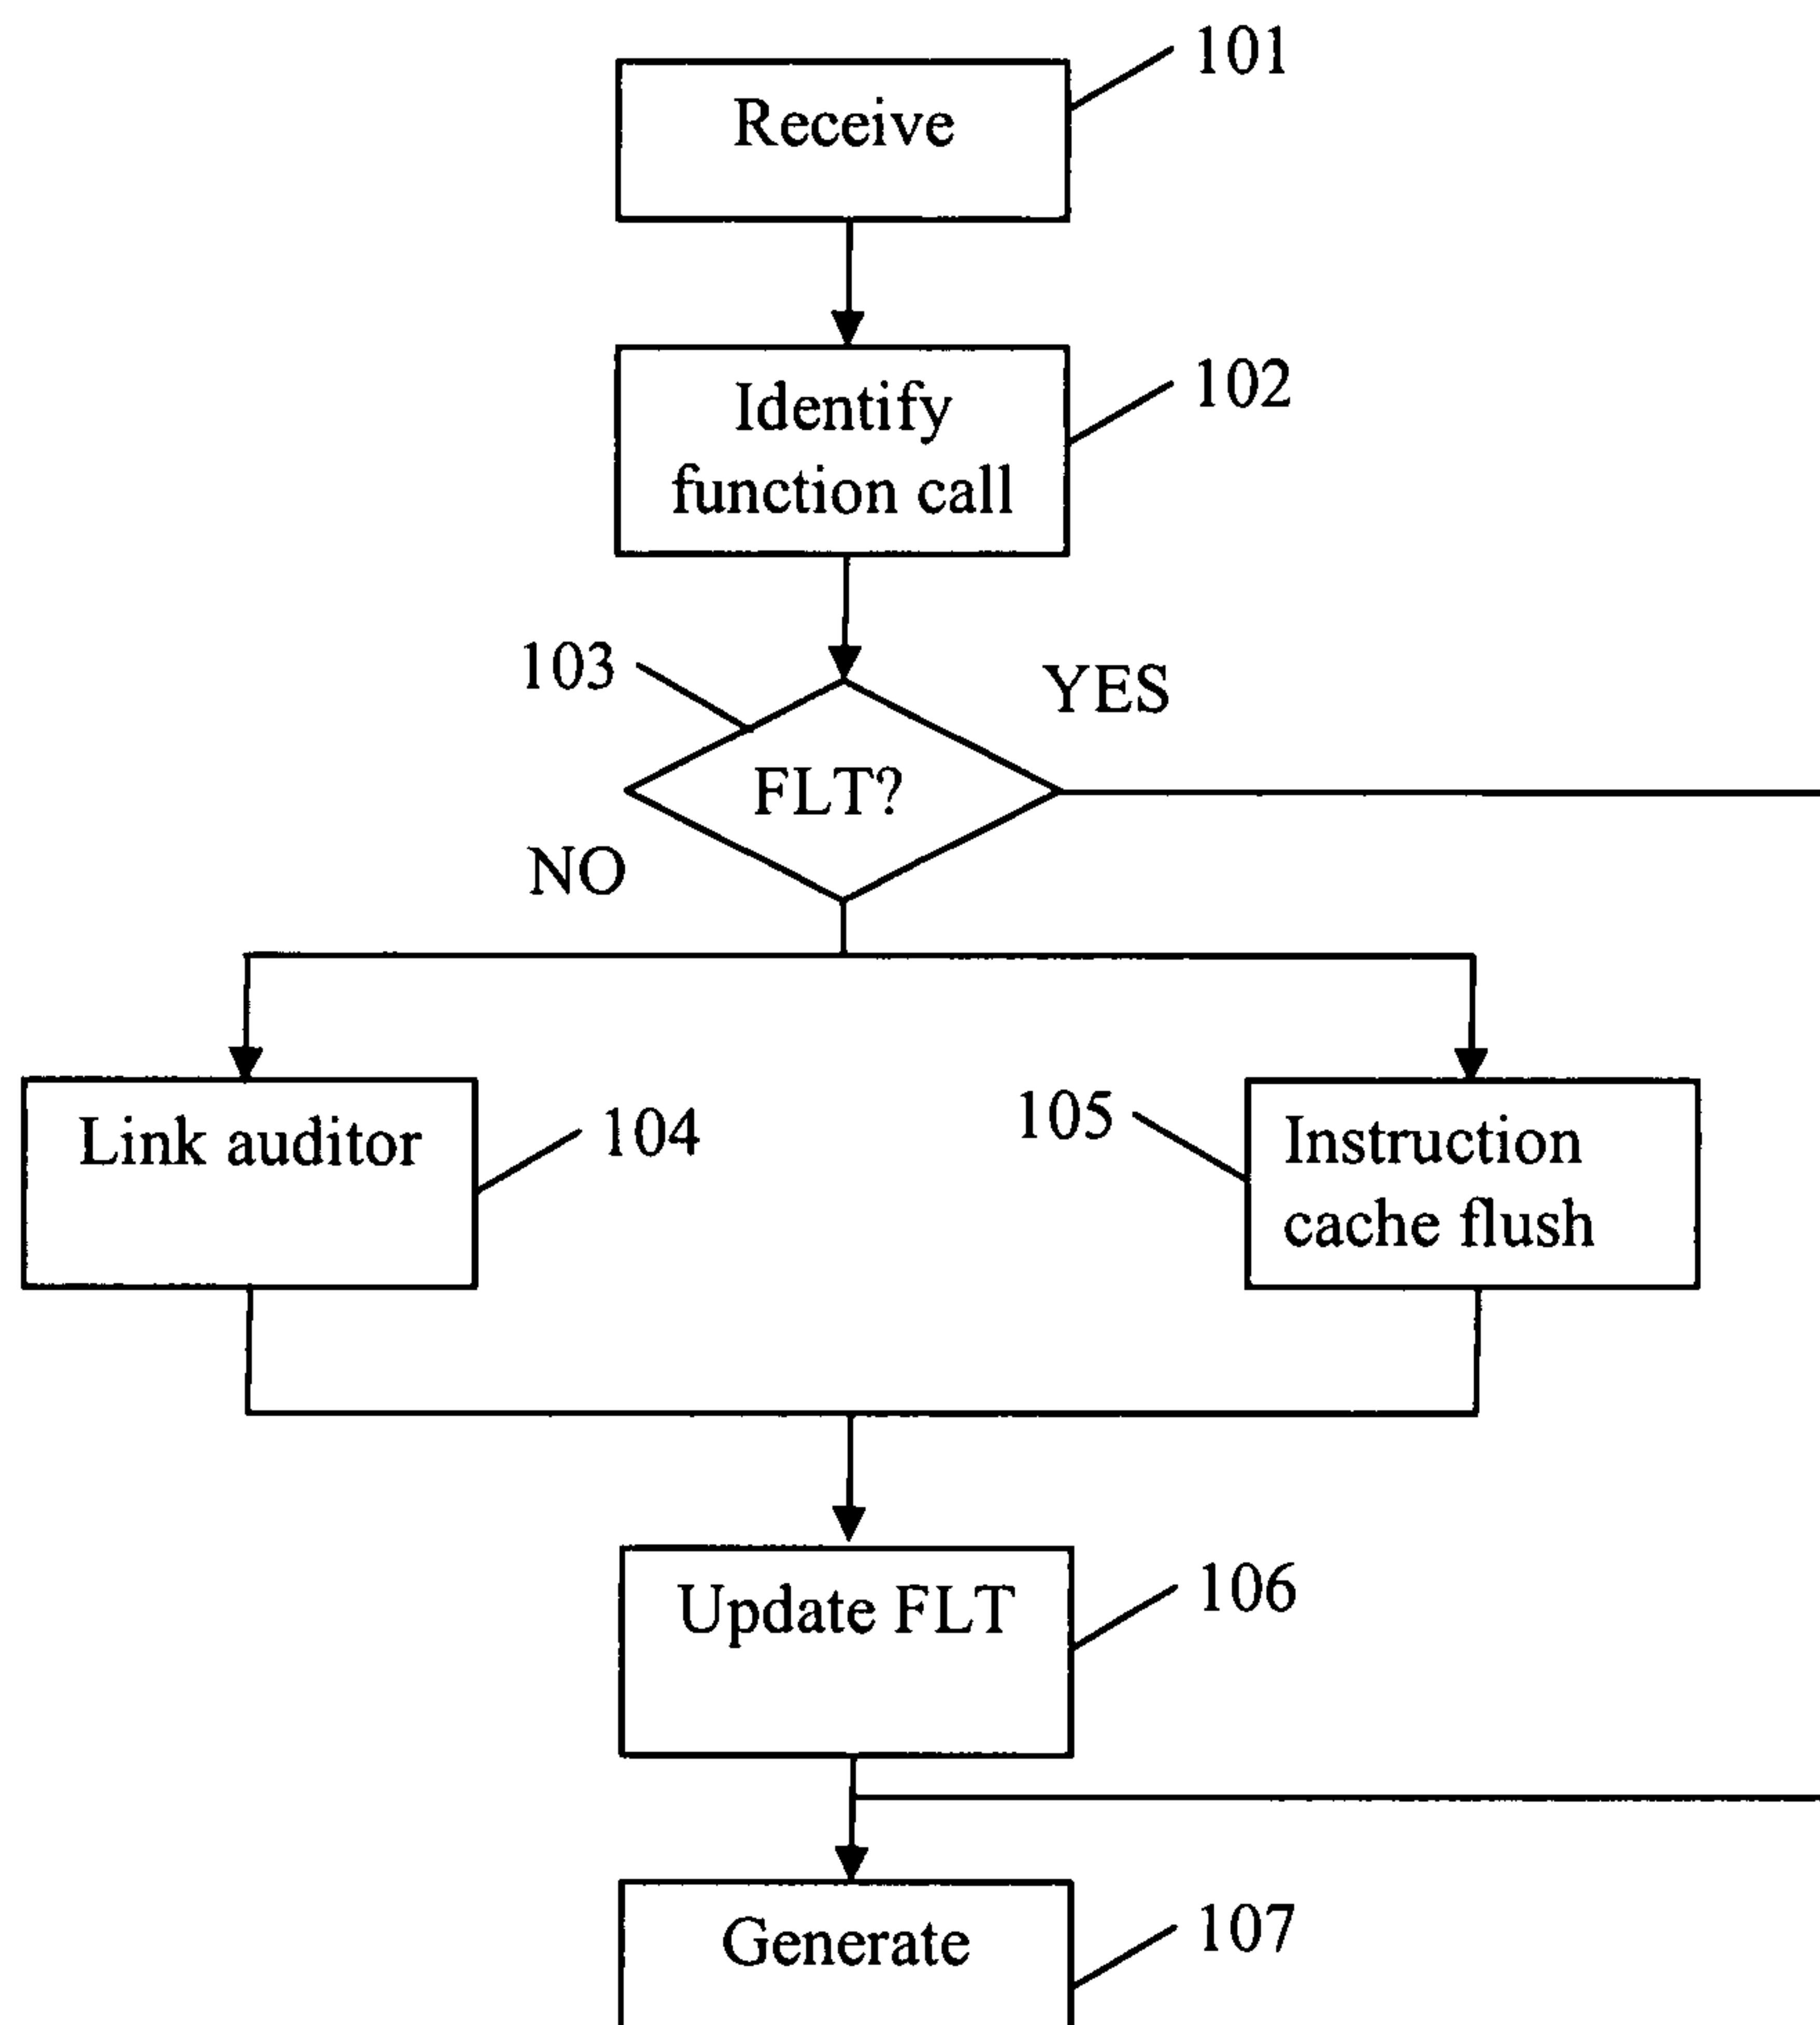 101
Receive
102
Identify
function call
103
YES
FLT?
NO
Link auditor
104
105
Instruction
cache flush
106
Update FLT
107
Generate